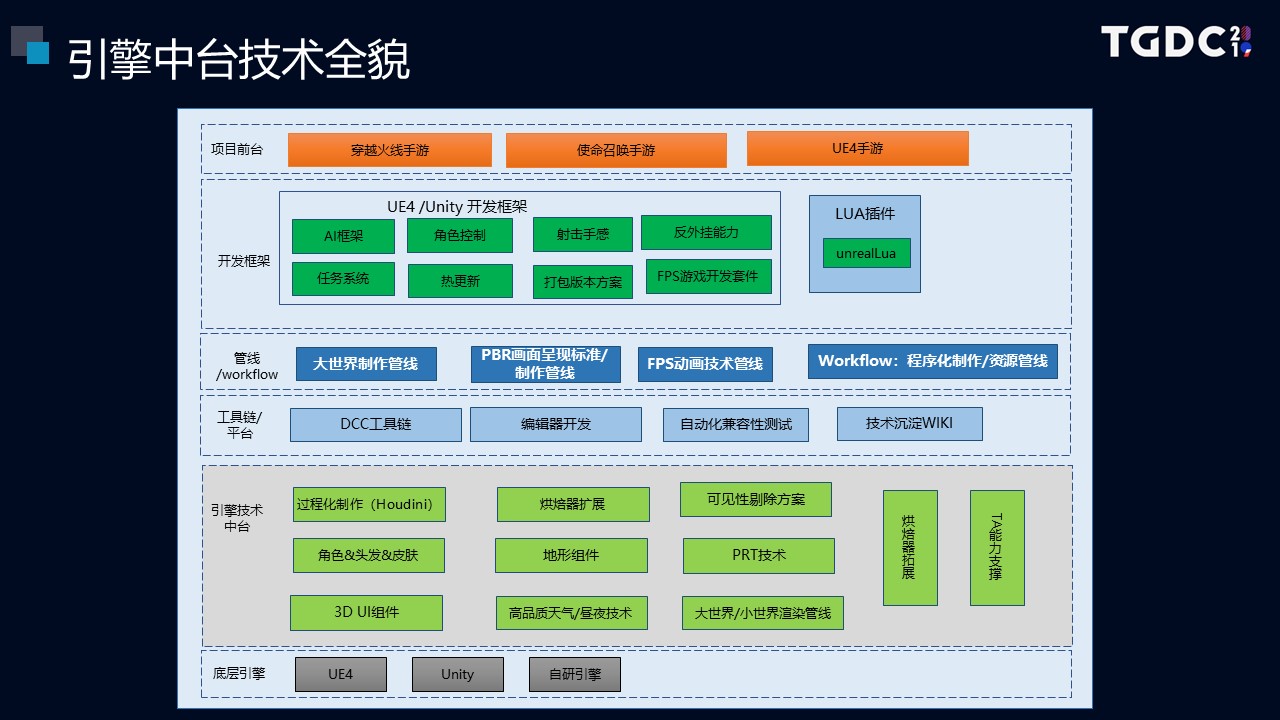 引擎中台技术全貌
TGDC 2019
项目前台
穿越火线手游
使命召唤手游
UE4手游
开发框架
UE4 /Unity 开发框架
AI框架
角色控制
射击手感
反外挂能力
任务系统
热更新
打包版本方案
FPS游戏开发套件
LUA插件
unrealLua
管线
/workflow
大世界制作管线
PBR画面呈现标准/
制作管线
FPS动画技术管线
Workflow：程序化制作/资源管线
工具链/
平台
DCC工具链
编辑器开发
自动化兼容性测试
技术沉淀WIKI
引擎技术
中台
过程化制作（Houdini）
烘焙器扩展
可见性剔除方案
角色&头发&皮肤
地形组件
PRT技术
3D UI组件
高品质天气/昼夜技术
大世界/小世界渲染管线
烘焙器拓展
TA能力支撑
底层引擎
UE4
Unity
自研引擎